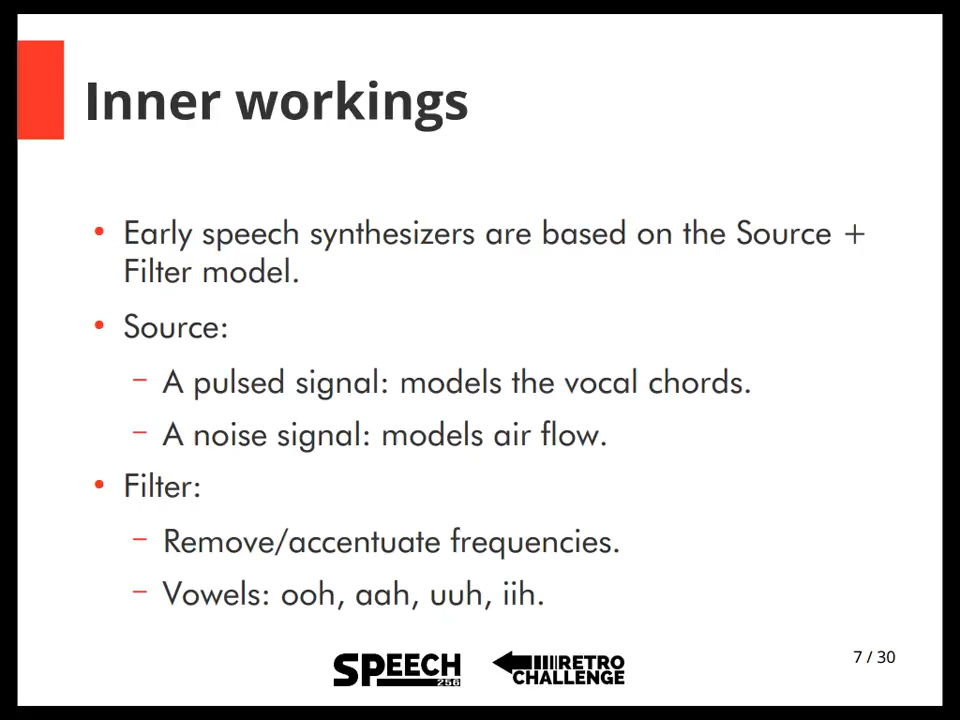 Inner workings
• Early speech synthesizers are based on the Source +
Filter model.
• Source:
– A pulsed signal: models the vocal chords.
– A noise signal: models air flow.
• Filter:
– Remove/accentuate frequencies.
– Vowels: ooh, aah, uuh, iih.
SPEECH
256
RETRO
CHALLENGE
7 / 30